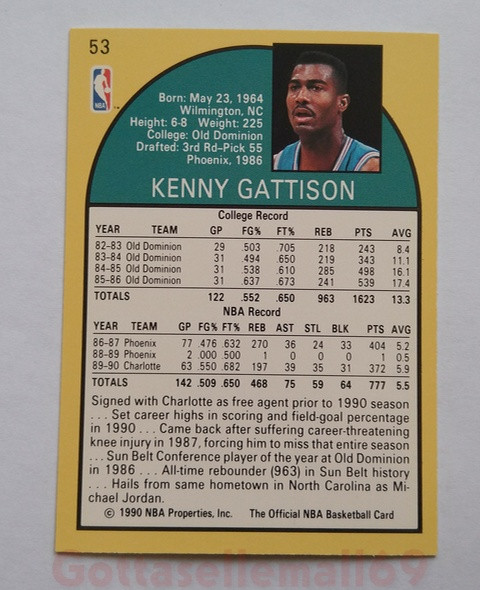 53
NBA
Born: May 23, 1964
Wilmington, NC
Height: 6-8 Weight: 225
College: Old Dominion
Drafted: 3rd Rd-Pick 55
Phoenix, 1986
KENNY GATTISON
College Record
YEAR TEAM GP FG% FT% REB PTS AVG
82-83 Old Dominion 29 .503 .705 218 243 8.4
83-84 Old Dominion 31 .494 .650 219 343 11.1
84-85 Old Dominion 31 .538 .610 285 498 16.1
85-86 Old Dominion 31 .637 .673 241 539 17.4
TOTALS 122 .552 .650 963 1623 13.3
NBA Record
YEAR TEAM GP FG% FT% REB AST STL BLK PTS AVG
86-87 Phoenix 77 .476 .632 270 36 24 33 404 5.2
88-89 Phoenix 2 .000 .500 1 0 0 0 1 0.5
89-90 Charlotte 63 .550 .682 197 39 35 31 372 5.9
TOTALS 142 .509 .650 468 75 59 64 777 5.5
Signed with Charlotte as free agent prior to 1990 season
. . . Set career highs in scoring and field-goal percentage
in 1990 . . . Came back after suffering career-threatening
knee injury in 1987, forcing him to miss that entire season
. . . Sun Belt Conference player of the year at Old Dominion
in 1986 . . . All-time rebounder (963) in Sun Belt history
. . . Hails from same hometown in North Carolina as Mi-
chael Jordan.
© 1990 NBA Properties, Inc. The Official NBA Basketball Card
Gottasellemall69